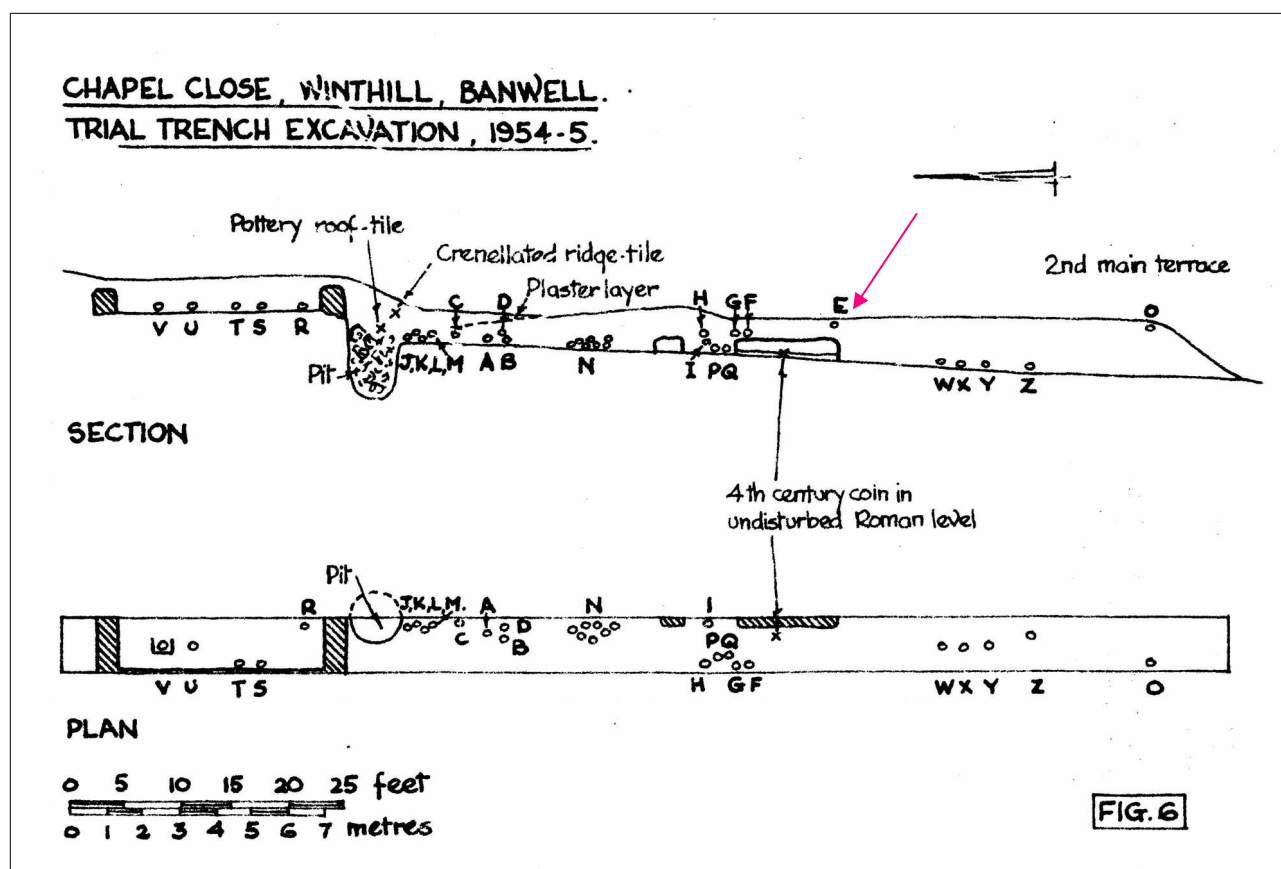 CHAPEL CLOSE, WINTHILL, BANWELL.
TRIAL TRENCH EXCAVATION, 1954-5.
Pottery roof-tile
Crenellated ridge-tile
Plaster layer
2nd main terrace
C D H G F E O
V U T S R
Pit
J,K,L,M A B N I P Q W X Y Z
SECTION
4th century coin in
undisturbed Roman level
Pit
R J,K,L,M. A N I
C D B P Q
V U T S H G F W X Y Z O
PLAN
0 5 10 15 20 25 feet
0 1 2 3 4 5 6 7 metres
FIG. 6